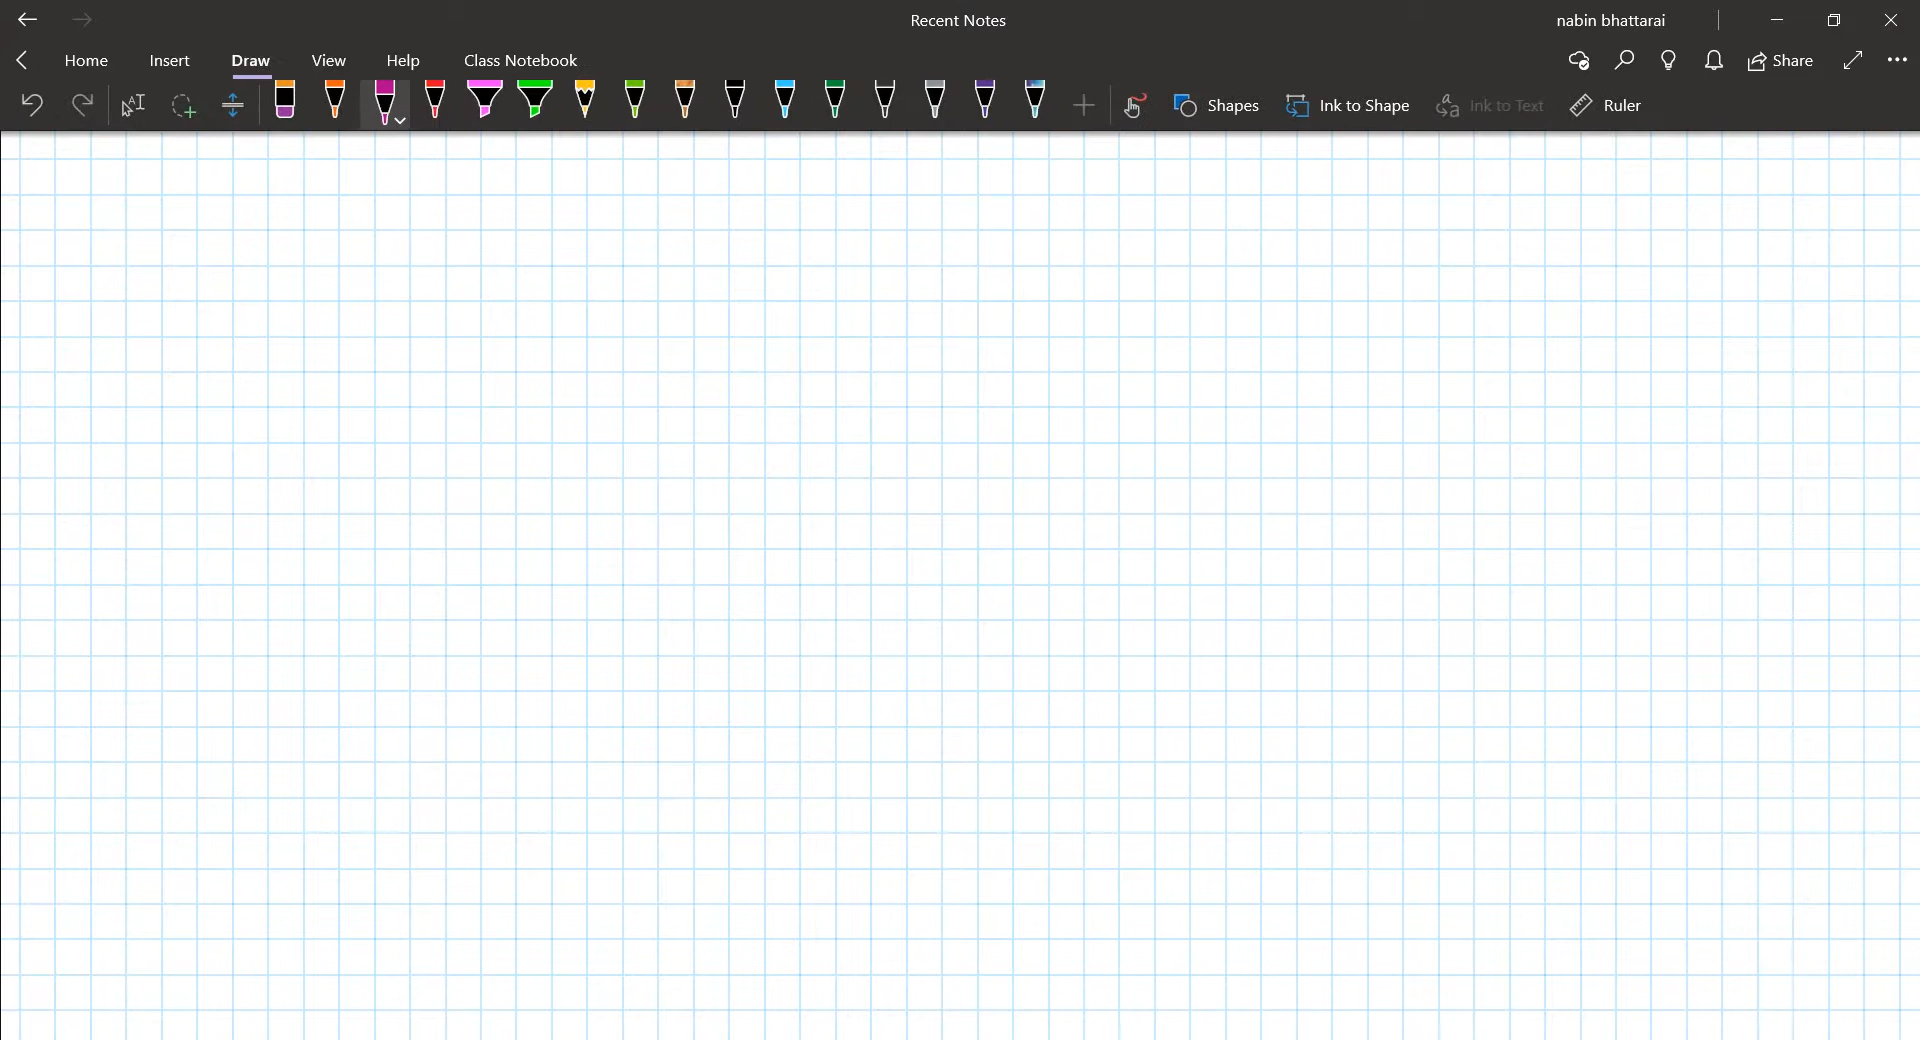 Recent Notes
nabin bhattarai
Home Insert Draw View Help Class Notebook
Share
Shapes Ink to Shape Ink to Text Ruler